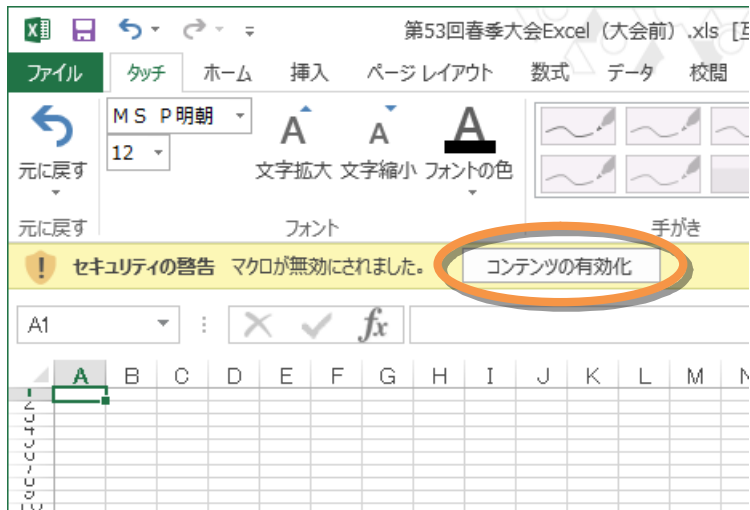 第53回春季大会Excel（大会前）.xls [互
ファイル タッチ ホーム 挿入 ページ レイアウト 数式 データ 校閲
元に戻す
ＭＳ Ｐ明朝
12
A A A
文字拡大 文字縮小 フォントの色
元に戻す フォント 手がき
! セキュリティの警告 マクロが無効にされました。 コンテンツの有効化
A1 fx
A B C D E F G H I J K L M N